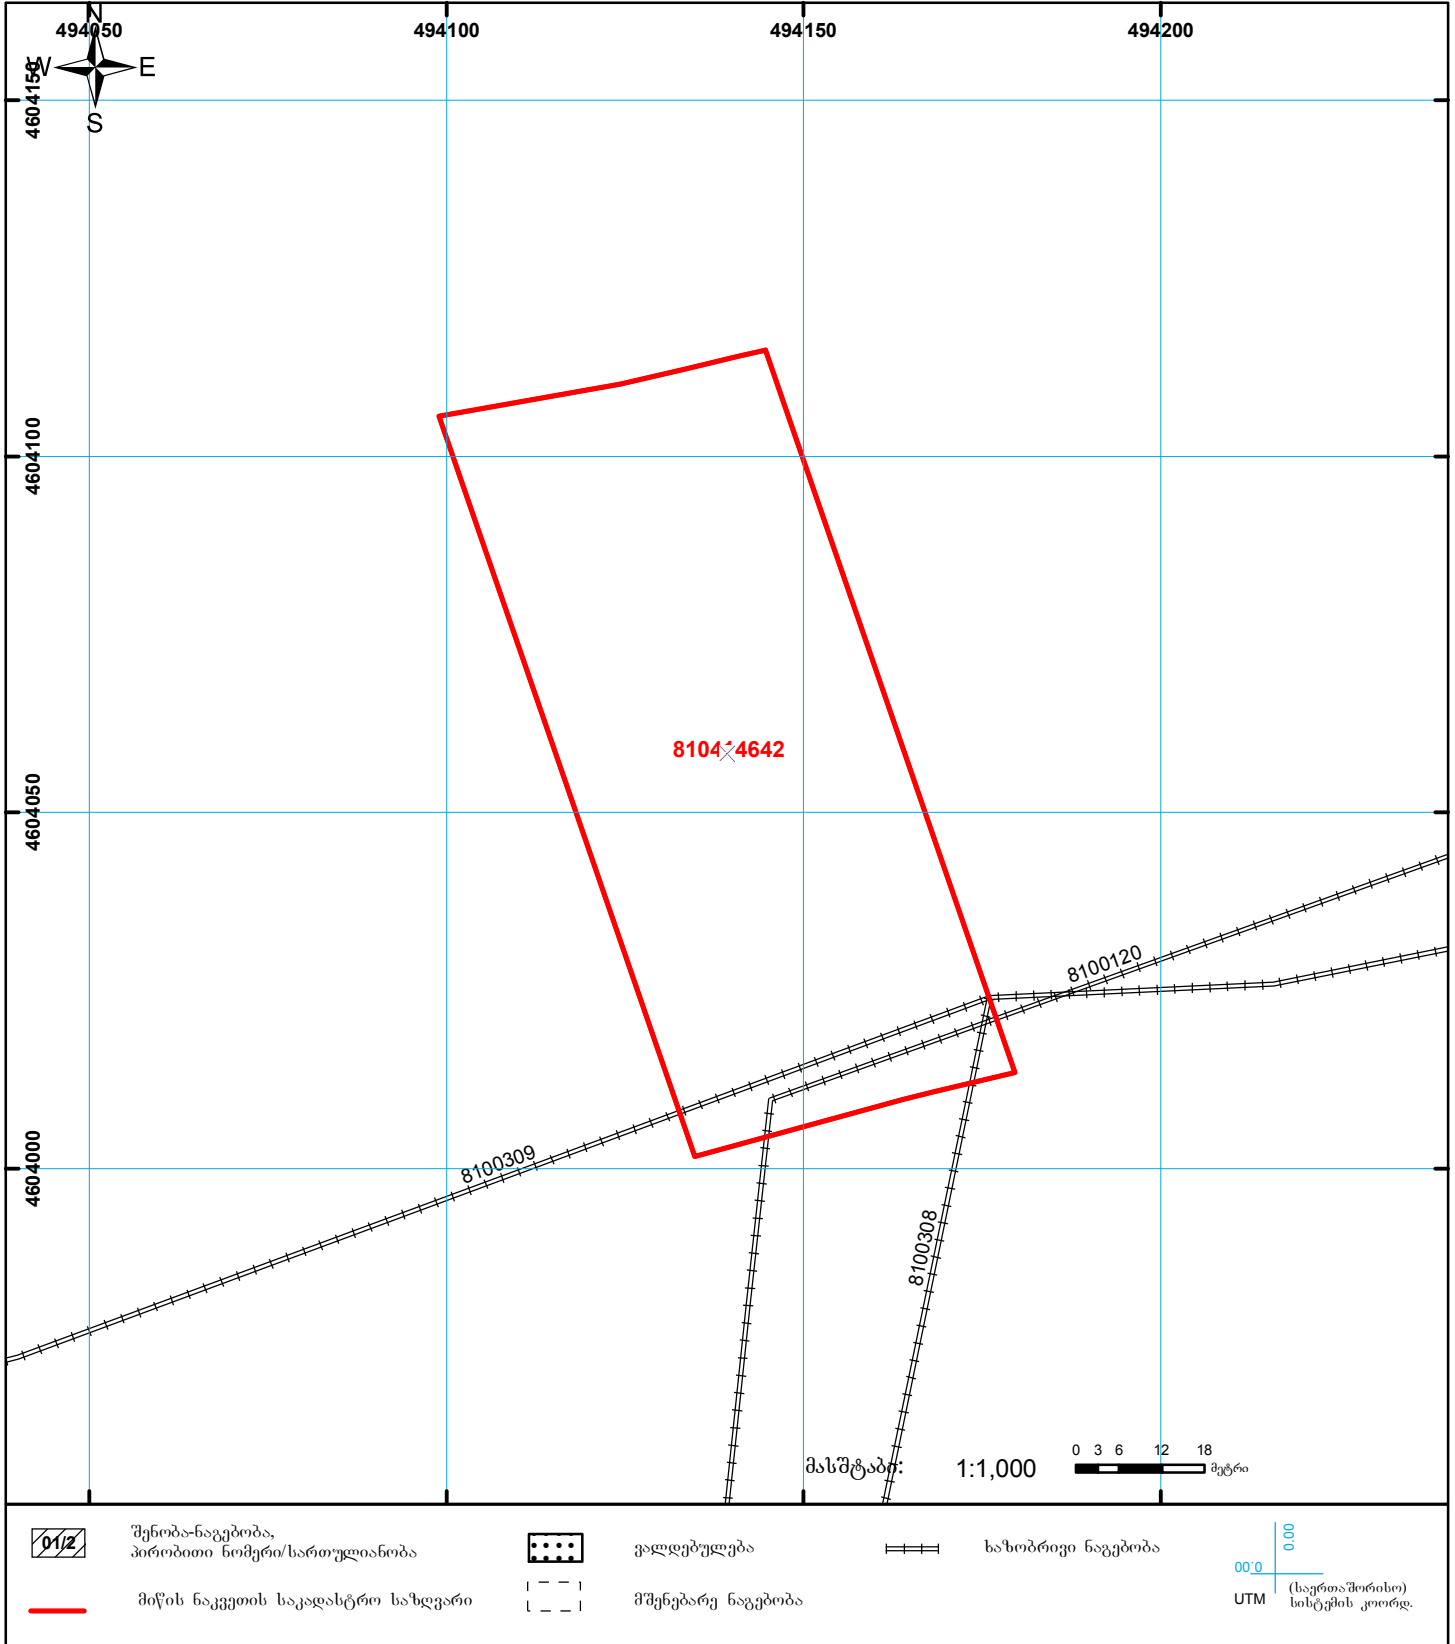 N
494050 494100 494150 494200
W E
S
4604150
4604100
810414642
4604050
8100120
4604000
8100309
8100308
0 3 6 12 18
მასშტაბი: 1:1,000 მეტრი
01/2 შენობა-ნაგებობა,
პირობითი ნომერი/სართულიანობა
ვალდებულება
ხაზობრივი ნაგებობა
00.0
0.00
მიწის ნაკვეთის საკადასტრო საზღვარი
მშენებარე ნაგებობა
UTM (საერთაშორისო)
სისტემის კოორდ.